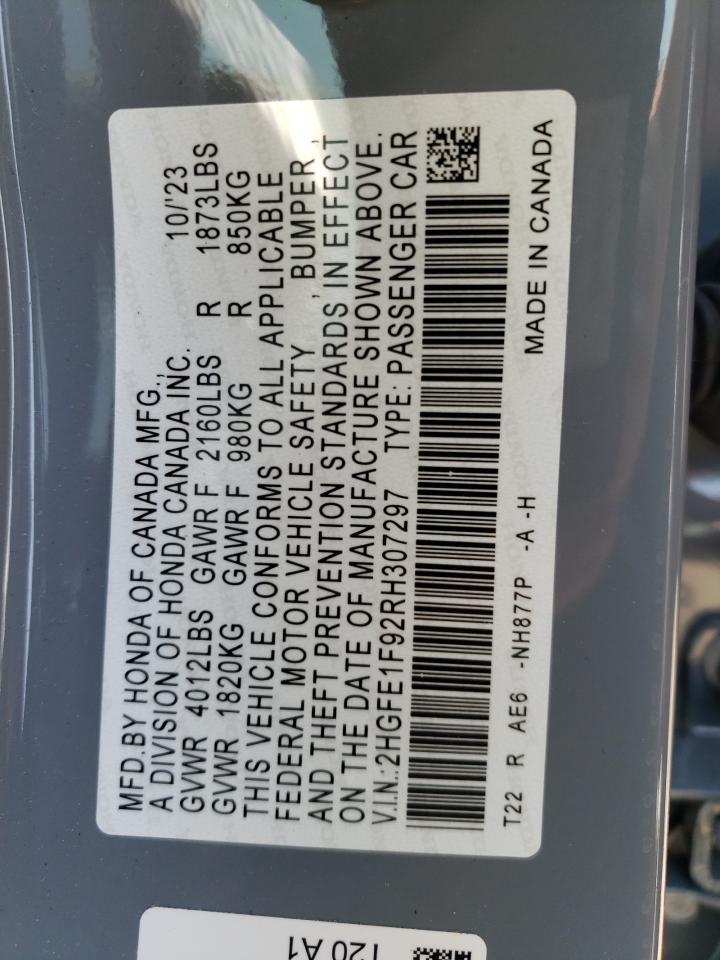 MFD.BY HONDA OF CANADA MFG.,
A DIVISION OF HONDA CANADA INC. 10/'23
GVWR 4012LBS GAWR F 2160LBS R 1873LBS
GVWR 1820KG GAWR F 980KG R 850KG
THIS VEHICLE CONFORMS TO ALL APPLICABLE
FEDERAL MOTOR VEHICLE SAFETY , BUMPER ,
AND THEFT PREVENTION STANDARDS IN EFFECT
ON THE DATE OF MANUFACTURE SHOWN ABOVE.
V.I.N.:2HGFE1F92RH307297 TYPE: PASSENGER CAR
T22 R AE6 -NH877P -A -H MADE IN CANADA